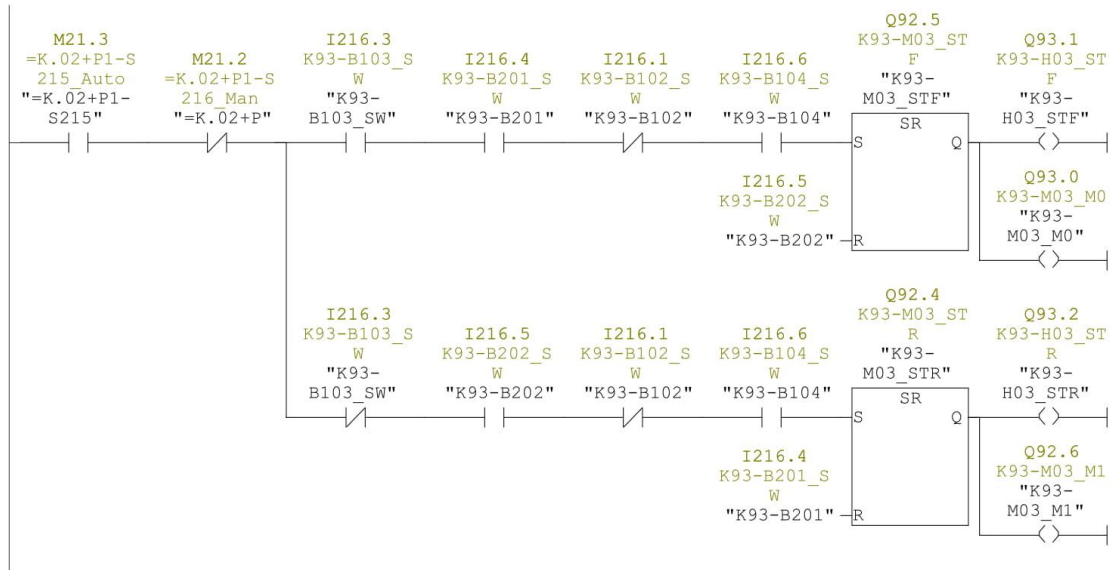 M21.3
=K.02+P1-S
215_Auto
"=K.02+P1-
S215"
M21.2
=K.02+P1-S
216_Man
"=K.02+P"
I216.3
K93-B103_S
W
"K93-
B103_SW"
I216.4
K93-B201_S
W
"K93-B201"
I216.1
K93-B102_S
W
"K93-B102"
I216.6
K93-B104_S
W
"K93-B104"
Q92.5
K93-M03_ST
F
"K93-
M03_STF"
SR
S
Q
Q93.1
K93-H03_ST
F
"K93-
H03_STF"
I216.5
K93-B202_S
W
"K93-B202"
R
Q93.0
K93-M03_M0
"K93-
M03_M0"
I216.3
K93-B103_S
W
"K93-
B103_SW"
I216.5
K93-B202_S
W
"K93-B202"
I216.1
K93-B102_S
W
"K93-B102"
I216.6
K93-B104_S
W
"K93-B104"
Q92.4
K93-M03_ST
R
"K93-
M03_STR"
SR
S
Q
Q93.2
K93-H03_ST
R
"K93-
H03_STR"
I216.4
K93-B201_S
W
"K93-B201"
R
Q92.6
K93-M03_M1
"K93-
M03_M1"